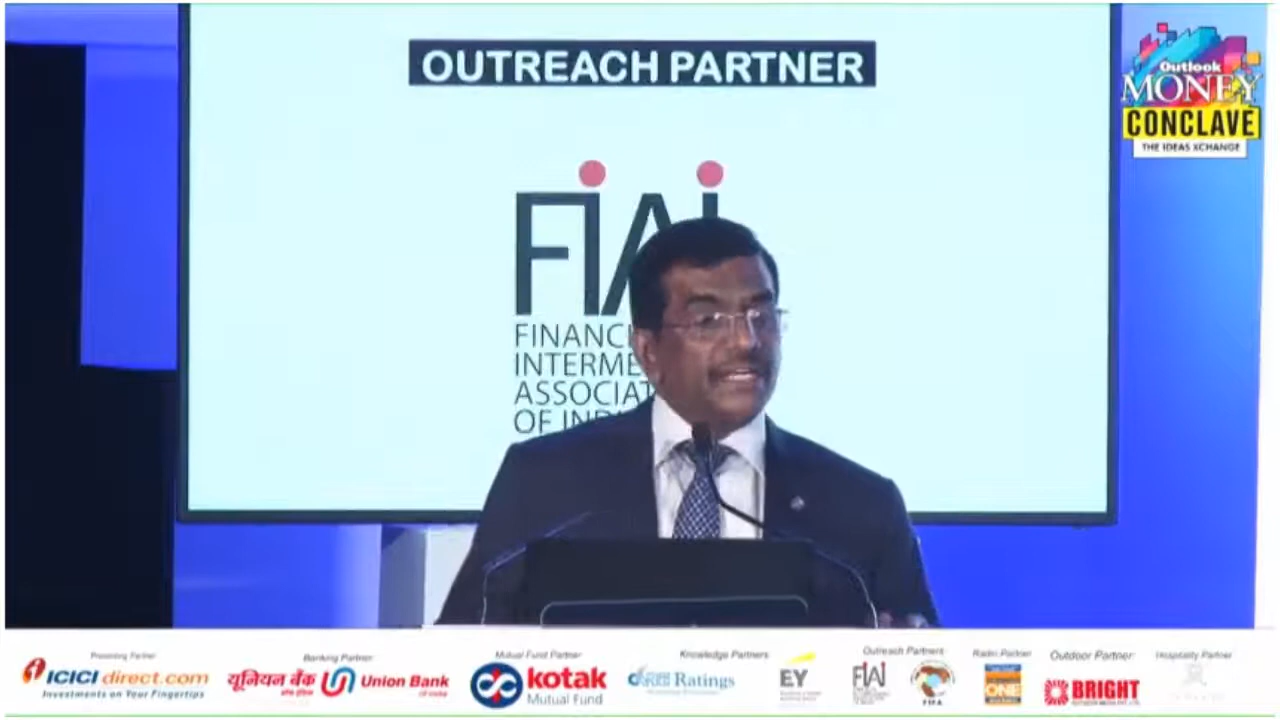 OUTREACH PARTNER
Outlook
MONEY
CONCLAVE
THE IDEAS XCHANGE
FIAI
FINANCI
INTERME
ASSOCIAT
OF
Presenting Partner
ICICI direct.com
Investments on Your Fingertips
Banking Partner
यूनियन बैंक
Union Bank
Mutual Fund Partner
kotak
Mutual Fund
Knowledge Partners
Ratings
EY
Outreach Partners
FIAI
FIFA
Radio Partner
ONE
Outdoor Partner
BRIGHT
Hospitality Partner